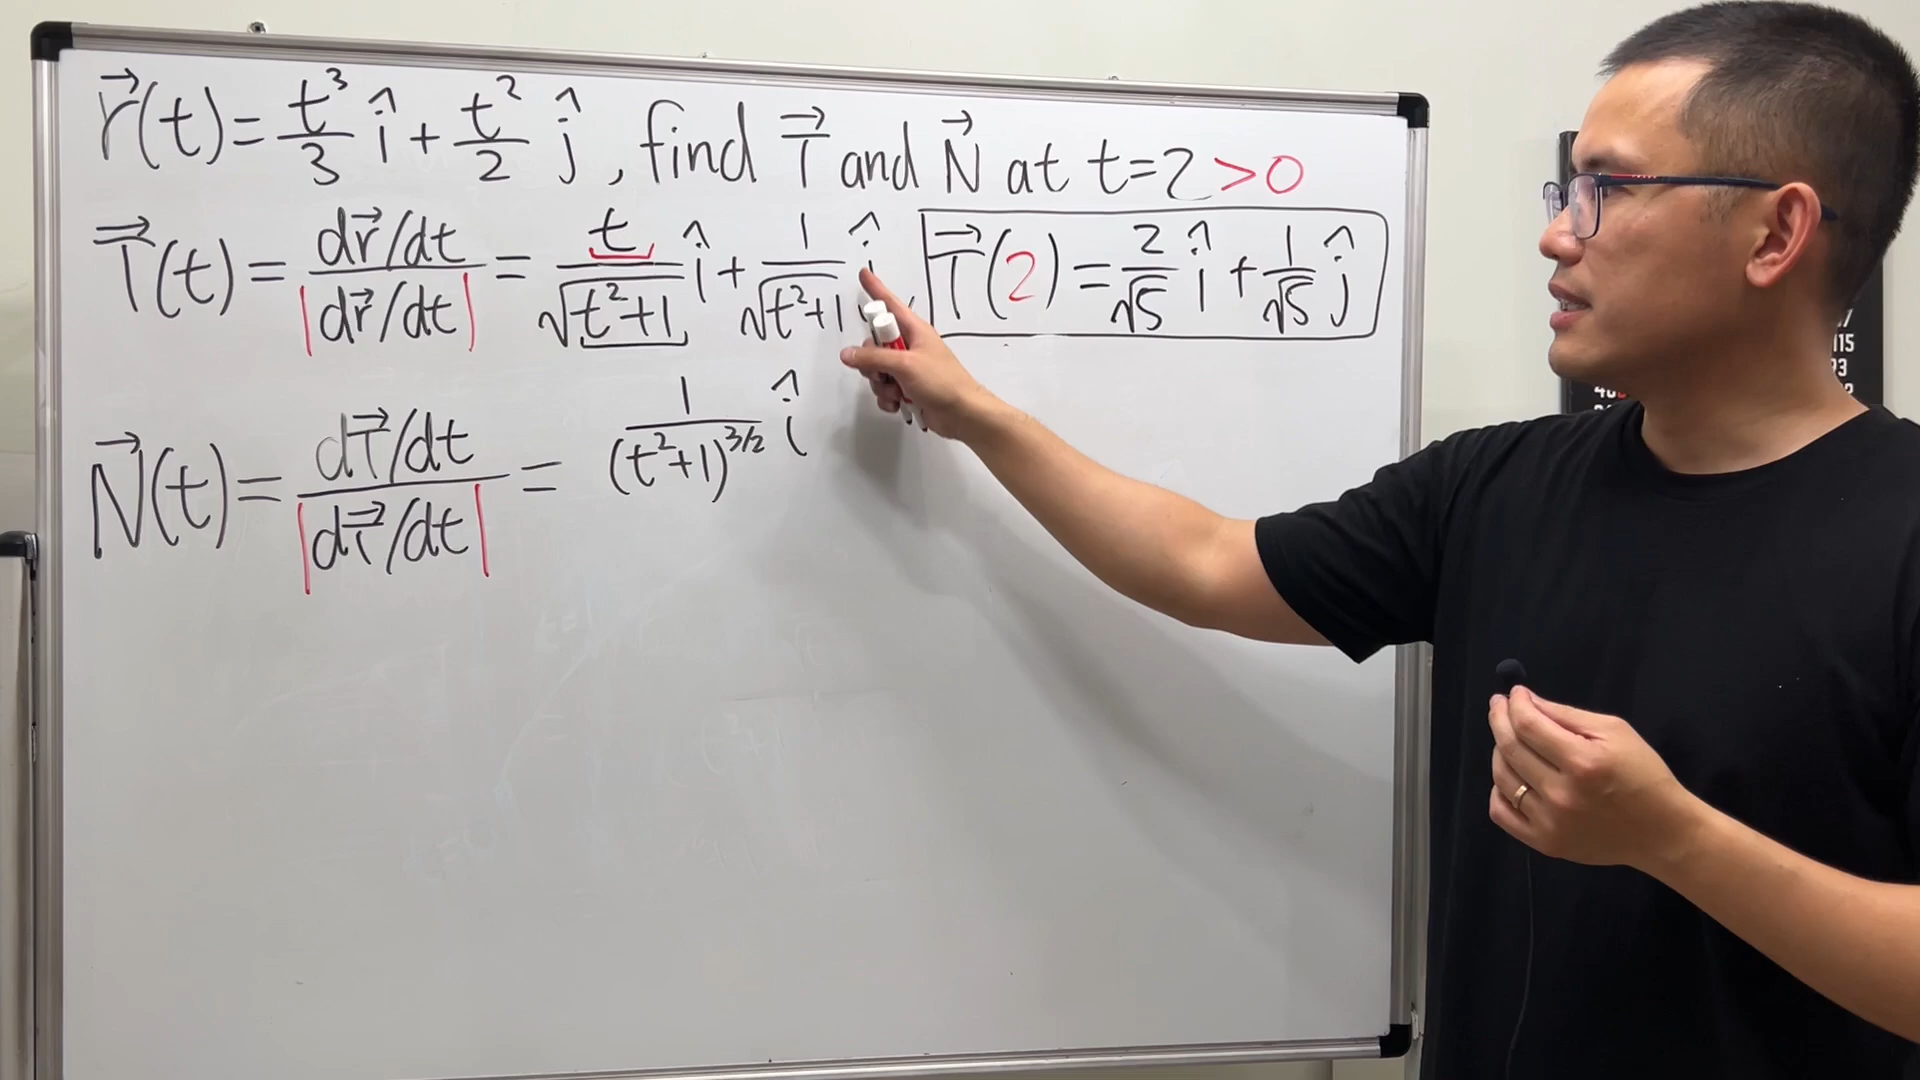 r⃗(t) = t³/3 î + t²/2 ĵ, find T⃗ and N⃗ at t=2 >0
T⃗(t) = dr⃗/dt / |dr⃗/dt| = t/√(t²+1) î + 1/√(t²+1) ĵ, T⃗(2) = 2/√5 î + 1/√5 ĵ
N⃗(t) = dT⃗/dt / |dT⃗/dt| = 1/(t²+1)^(3/2) î
115